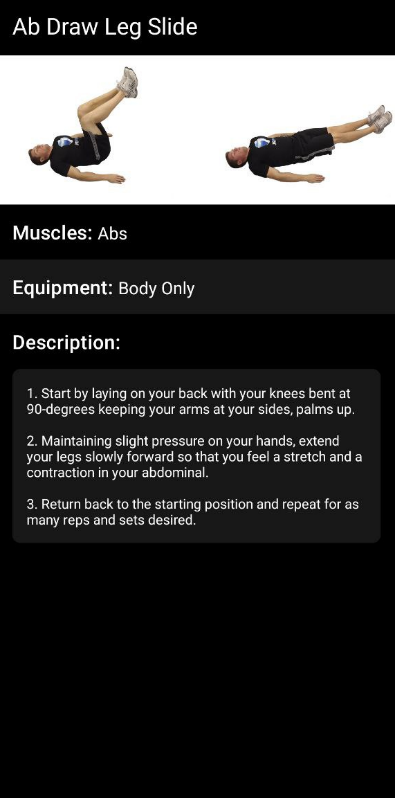 Ab Draw Leg Slide
Muscles: Abs
Equipment: Body Only
Description:
1. Start by laying on your back with your knees bent at
90-degrees keeping your arms at your sides, palms up.
2. Maintaining slight pressure on your hands, extend
your legs slowly forward so that you feel a stretch and a
contraction in your abdominal.
3. Return back to the starting position and repeat for as
many reps and sets desired.